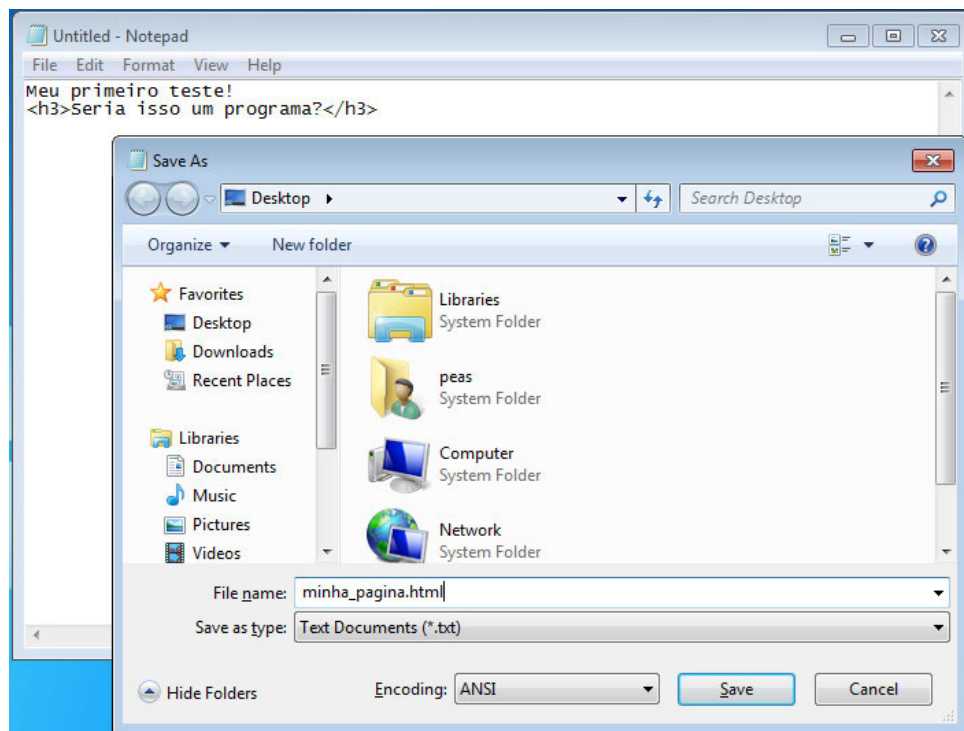 Untitled - Notepad
File Edit Format View Help
Meu primeiro teste!
<h3>Seria isso um programa?</h3>
Save As
Desktop
Search Desktop
Organize
New folder
Favorites
Desktop
Downloads
Recent Places
Libraries
Documents
Music
Pictures
Videos
Libraries
System Folder
peas
System Folder
Computer
System Folder
Network
System Folder
File name: minha_pagina.html
Save as type: Text Documents (*.txt)
Hide Folders
Encoding: ANSI
Save
Cancel